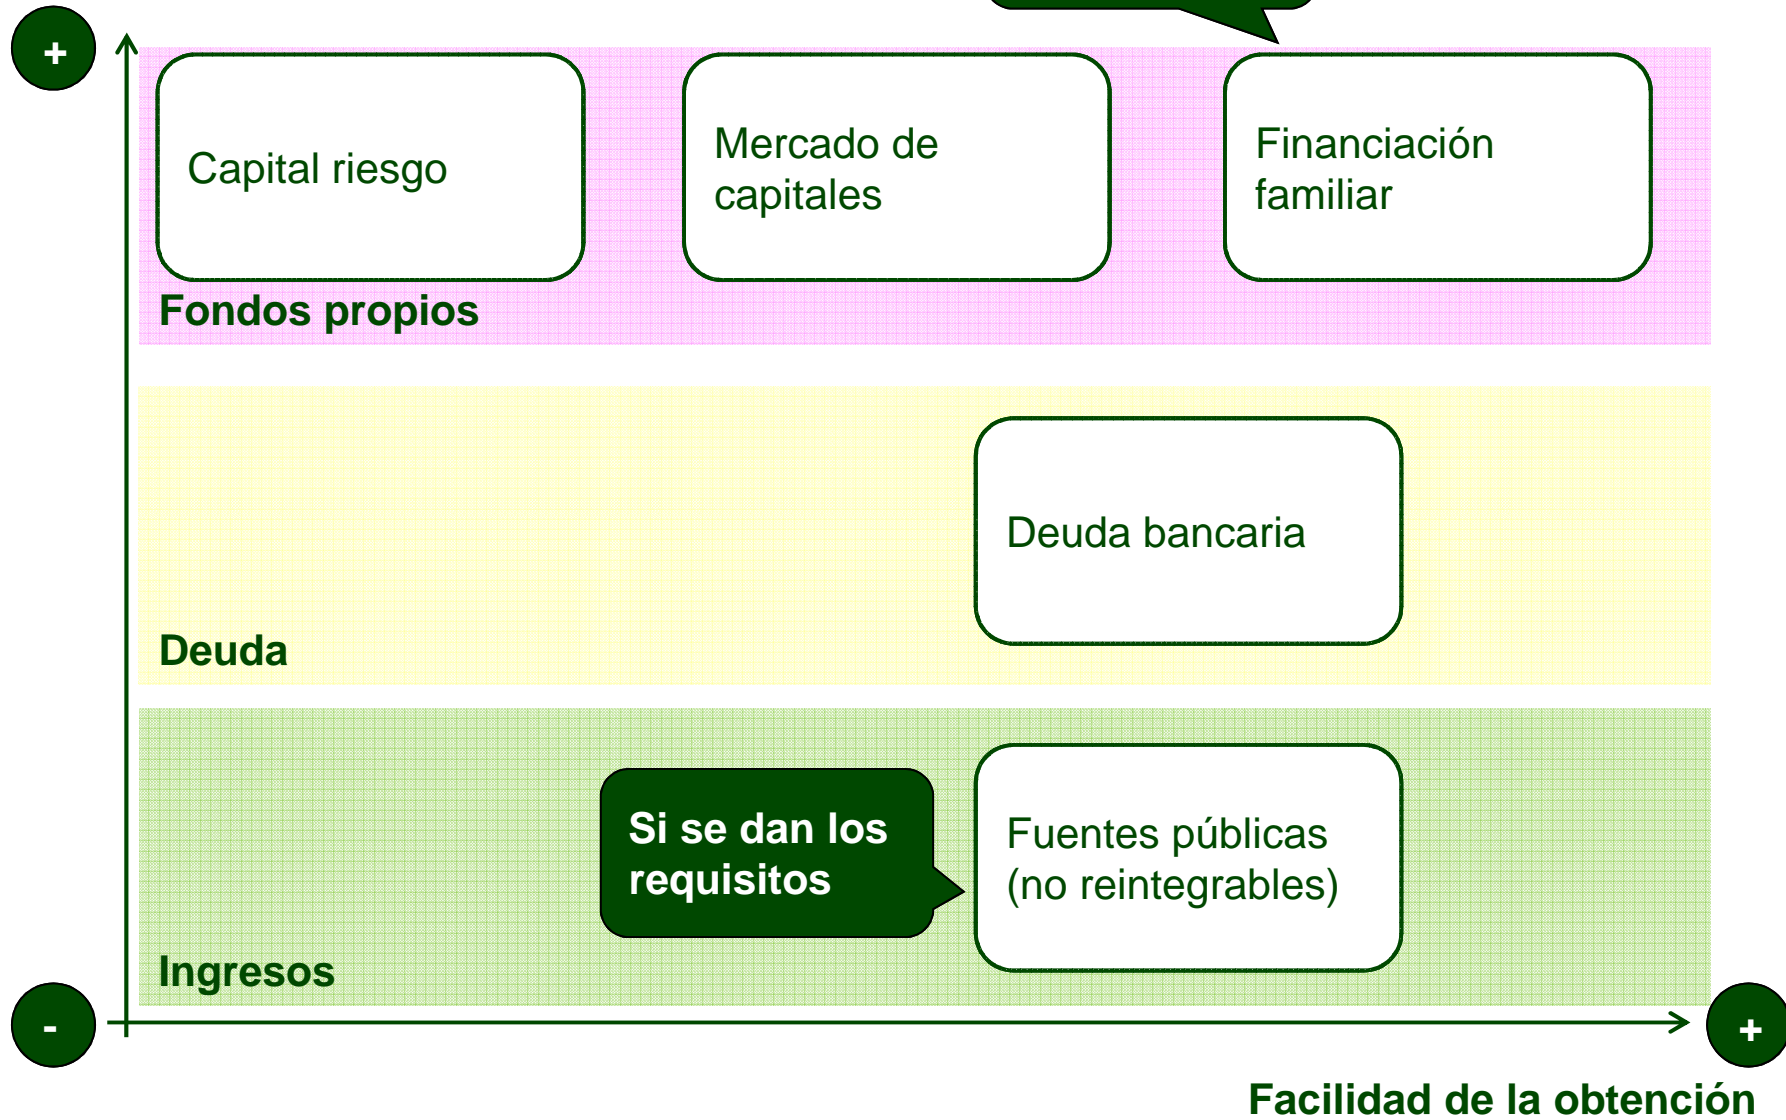 +
Capital riesgo
Mercado de
capitales
Financiación
familiar
Fondos propios
Deuda bancaria
Deuda
Si se dan los
requisitos
Fuentes públicas
(no reintegrables)
Ingresos
-
+
Facilidad de la obtención